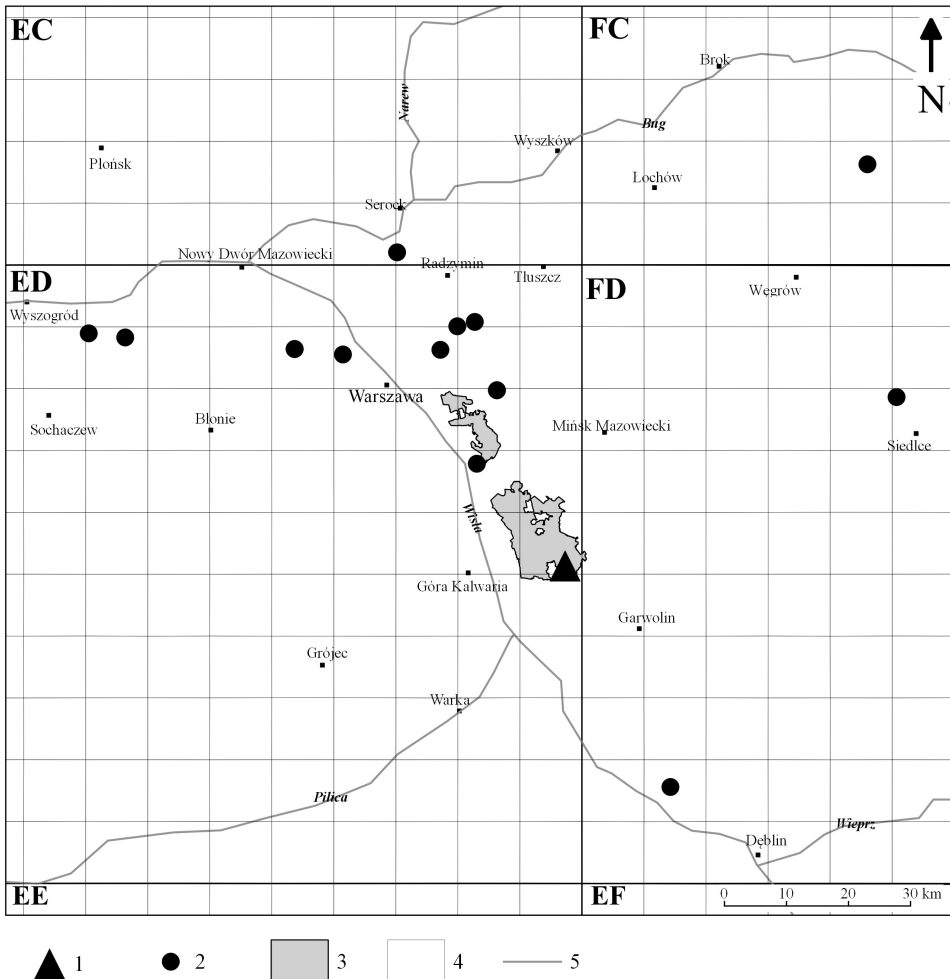 EC
FC
Brok
N
Narew
Bug
Wyszków
Płońsk
Łochów
Serock
Nowy Dwór Mazowiecki
Radzymin
ED
Tłuszcz
FD
Węgrów
Wyszogród
Warszawa
Sochaczew
Błonie
Mińsk Mazowiecki
Siedlce
Wisła
Góra Kalwaria
Garwolin
Grójec
Warka
Pilica
Wieprz
Dęblin
EE
EF
0 10 20 30 km
1 2 3 4 5